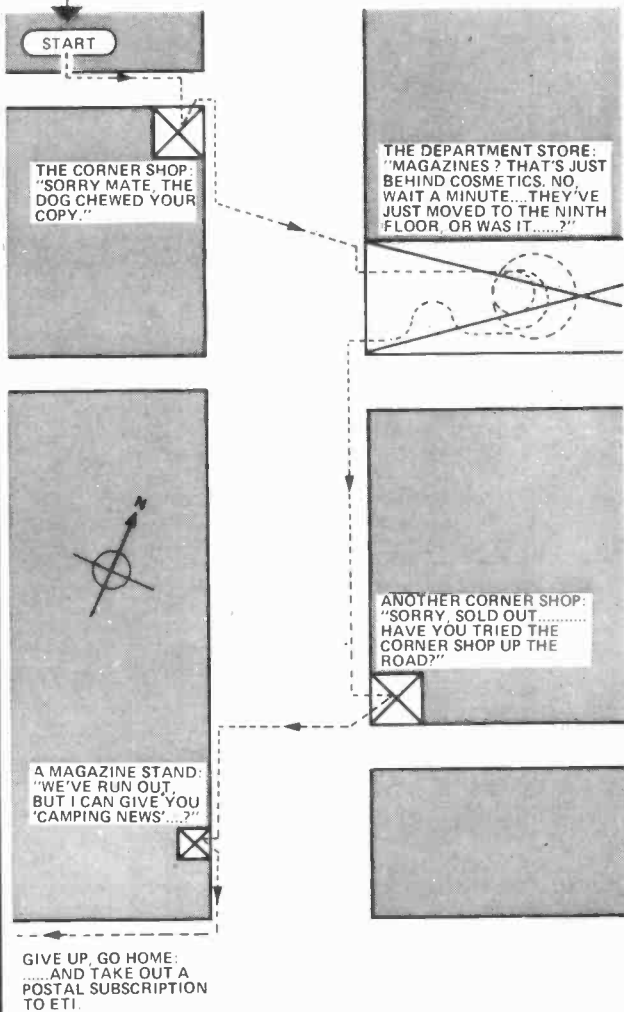 START
THE CORNER SHOP:
"SORRY MATE, THE
DOG CHEWED YOUR
COPY."
THE DEPARTMENT STORE:
"MAGAZINES? THAT'S JUST
BEHIND COSMETICS. NO,
WAIT A MINUTE....THEY'VE
JUST MOVED TO THE NINTH
FLOOR, OR WAS IT......?"
N
ANOTHER CORNER SHOP:
"SORRY, SOLD OUT..........
HAVE YOU TRIED THE
CORNER SHOP UP THE
ROAD?"
A MAGAZINE STAND:
"WE'VE RUN OUT,
BUT I CAN GIVE YOU
'CAMPING NEWS'....?"
GIVE UP, GO HOME:
......AND TAKE OUT A
POSTAL SUBSCRIPTION
TO ETI.